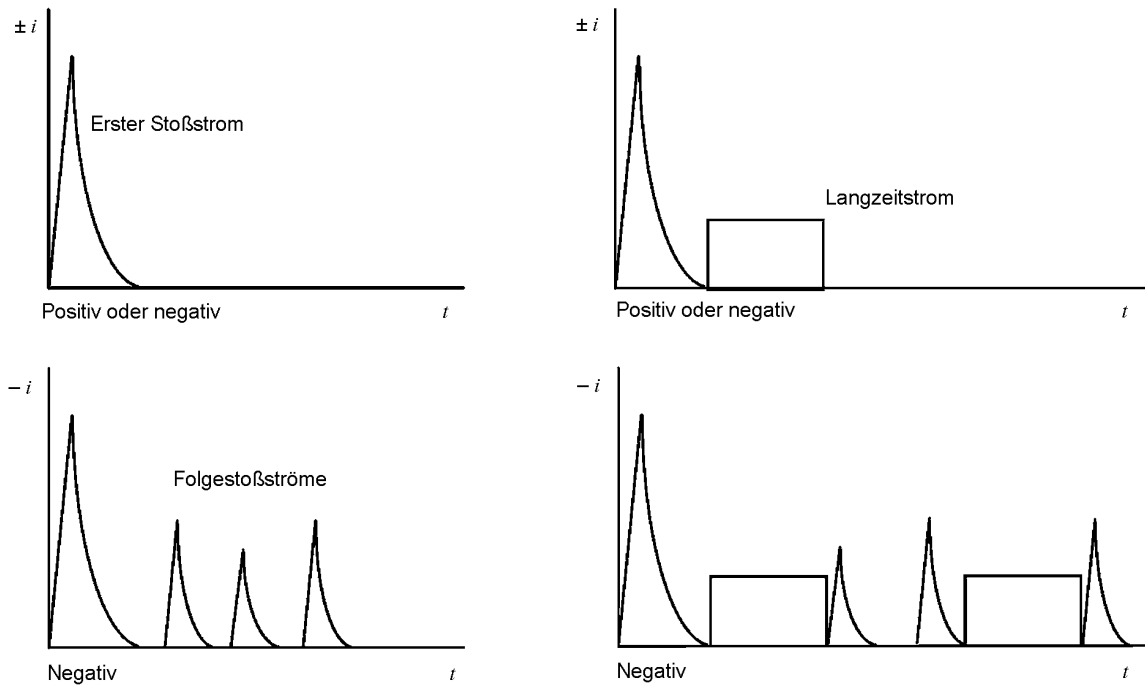 ± i
Erster Stoßstrom
Positiv oder negativ
t
± i
Langzeitstrom
Positiv oder negativ
t
– i
Folgestoßströme
Negativ
t
– i
Negativ
t